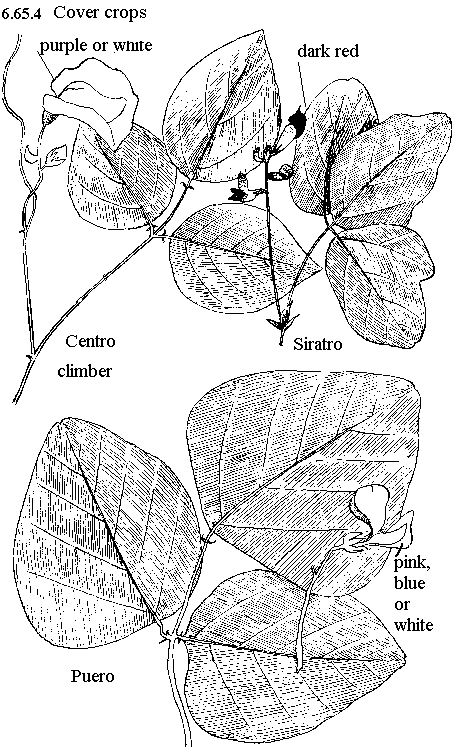 6.65.4 Cover crops
purple or white
dark red
Centro
climber
Siratro
pink,
blue
or
white
Puero